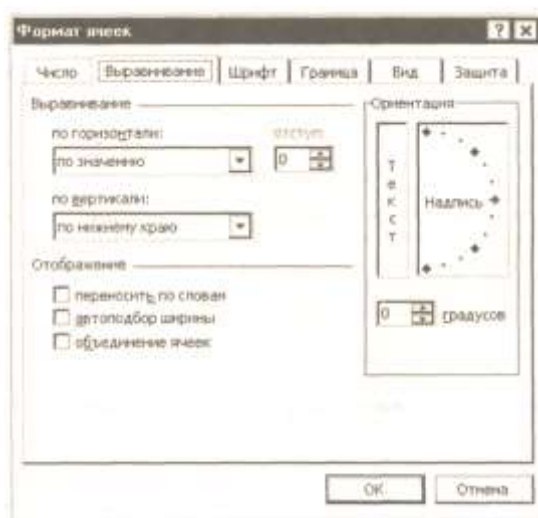 Формат ячеек
Число Выравнивание Шрифт Граница Вид Защита
Выравнивание
по горизонтали:
отступ:
по значению
0
по вертикали:
по нижнему краю
Отображение
переносить по словам
автоподбор ширины
объединение ячеек
Ориентация
Текст
Надпись
0 градусов
ОК
Отмена